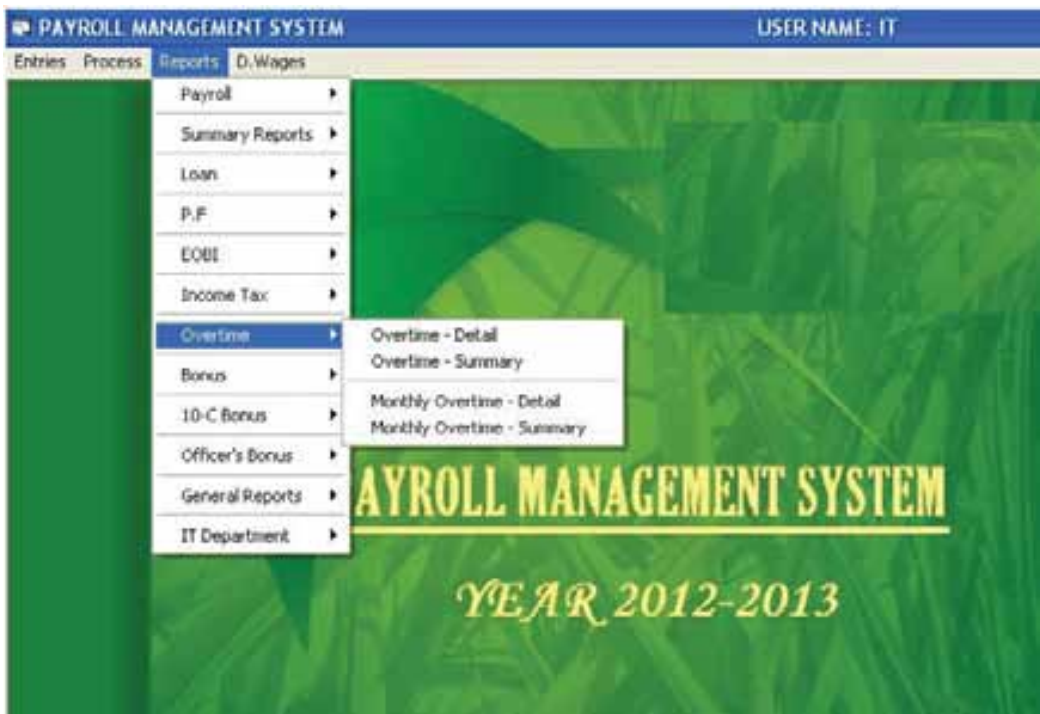 PAYROLL MANAGEMENT SYSTEM USER NAME: IT
Entries Process Reports D.Wages
Payroll
Summary Reports
Loan
P.F
EOBI
Income Tax
Overtime
Overtime - Detail
Overtime - Summary
Monthly Overtime - Detail
Monthly Overtime - Summary
Bonus
10-C Bonus
Officer's Bonus
General Reports
IT Department
AYROLL MANAGEMENT SYSTEM
YEAR 2012-2013